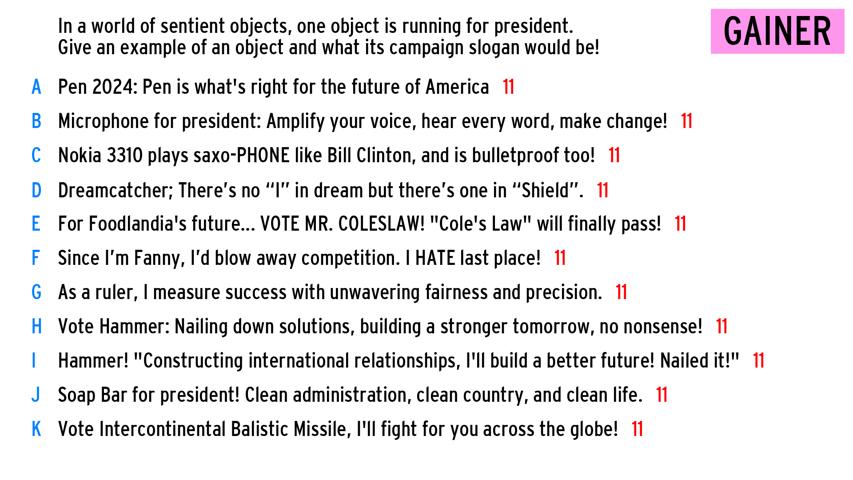 In a world of sentient objects, one object is running for president.
Give an example of an object and what its campaign slogan would be!
GAINER
A Pen 2024: Pen is what's right for the future of America 11
B Microphone for president: Amplify your voice, hear every word, make change! 11
C Nokia 3310 plays saxo-PHONE like Bill Clinton, and is bulletproof too! 11
D Dreamcatcher; There’s no “I” in dream but there’s one in “Shield”. 11
E For Foodlandia's future... VOTE MR. COLESLAW! "Cole's Law" will finally pass! 11
F Since I’m Fanny, I’d blow away competition. I HATE last place! 11
G As a ruler, I measure success with unwavering fairness and precision. 11
H Vote Hammer: Nailing down solutions, building a stronger tomorrow, no nonsense! 11
I Hammer! "Constructing international relationships, I'll build a better future! Nailed it!" 11
J Soap Bar for president! Clean administration, clean country, and clean life. 11
K Vote Intercontinental Balistic Missile, I'll fight for you across the globe! 11